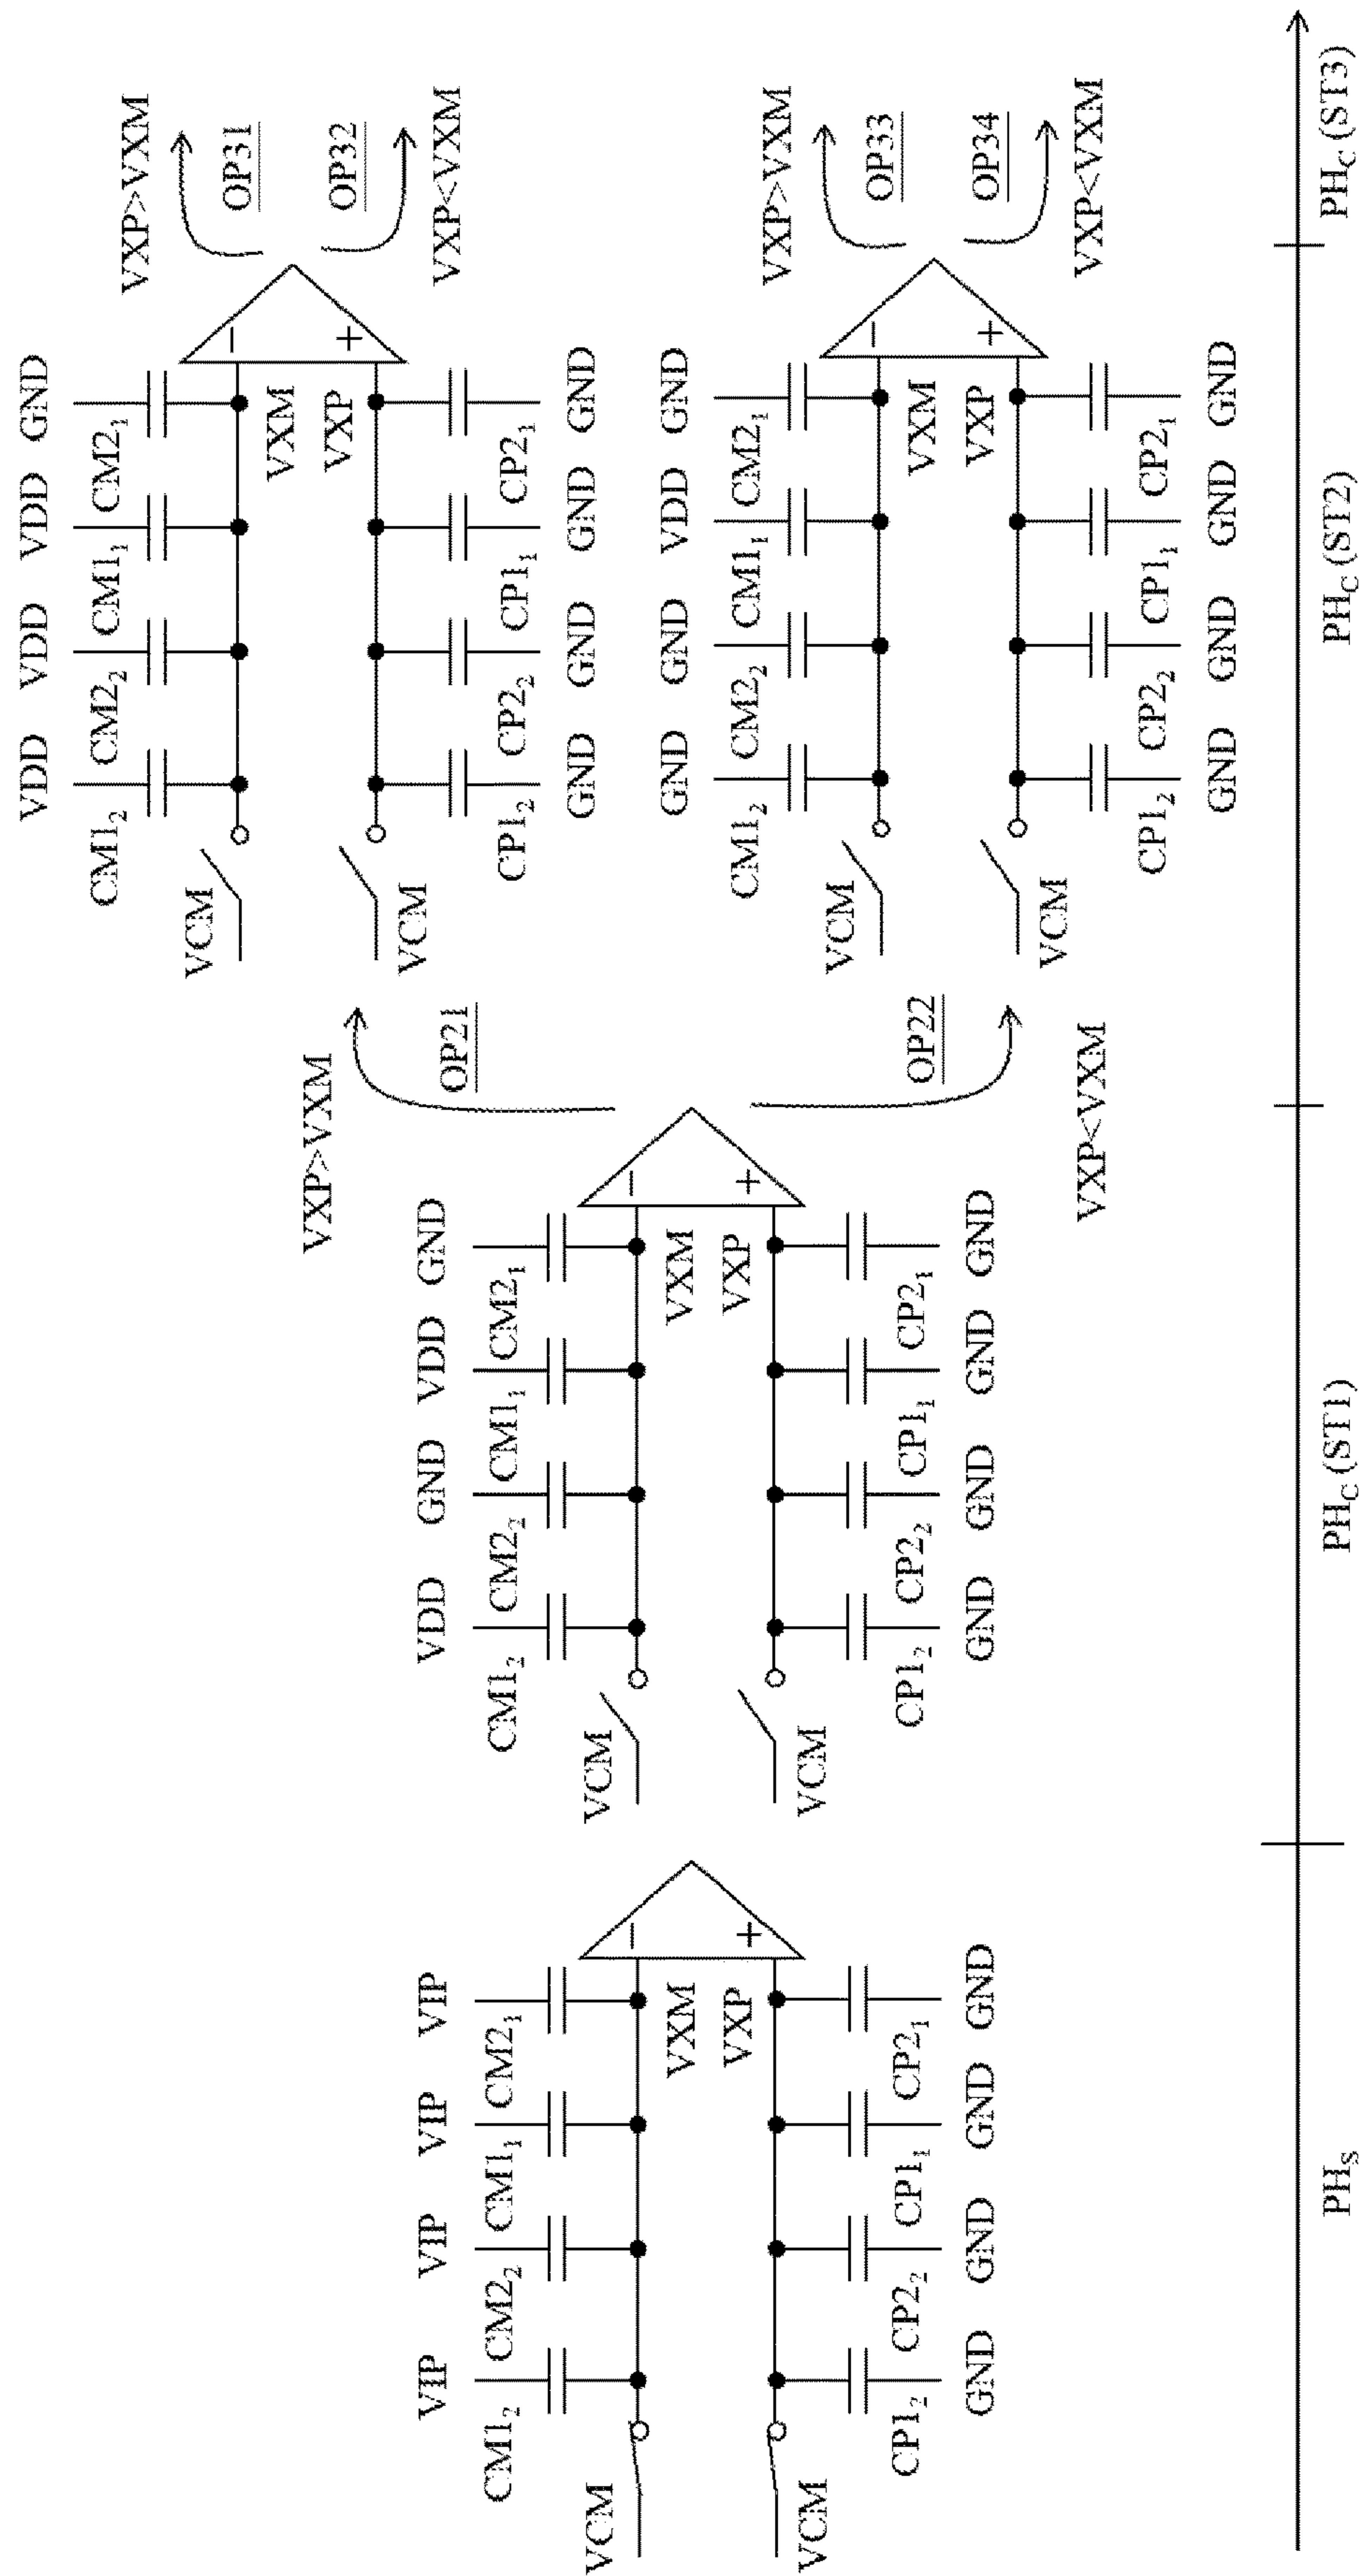 VIP VIP VIP VIP
CM1₂ CM2₂ CM1₁ CM2₁
VCM
VXM
VXP
VCM
CP1₂ CP2₂ CP1₁ CP2₁
GND GND GND GND
VDD GND VDD GND
CM1₂ CM2₂ CM1₁ CM2₁
VCM
VXM
VXP
VCM
CP1₂ CP2₂ CP1₁ CP2₁
GND GND GND GND
VXP>VXM
OP21
OP22
VXP<VXM
VDD VDD VDD GND
CM1₂ CM2₂ CM1₁ CM2₁
VCM
VXM
VXP
VCM
CP1₂ CP2₂ CP1₁ CP2₁
GND GND GND GND
VXP>VXM
OP31
OP32
VXP<VXM
GND GND VDD GND
CM1₂ CM2₂ CM1₁ CM2₁
VCM
VXM
VXP
VCM
CP1₂ CP2₂ CP1₁ CP2₁
GND GND GND GND
VXP>VXM
OP33
OP34
VXP<VXM
PH_S PH_C (ST1) PH_C (ST2) PH_C (ST3)